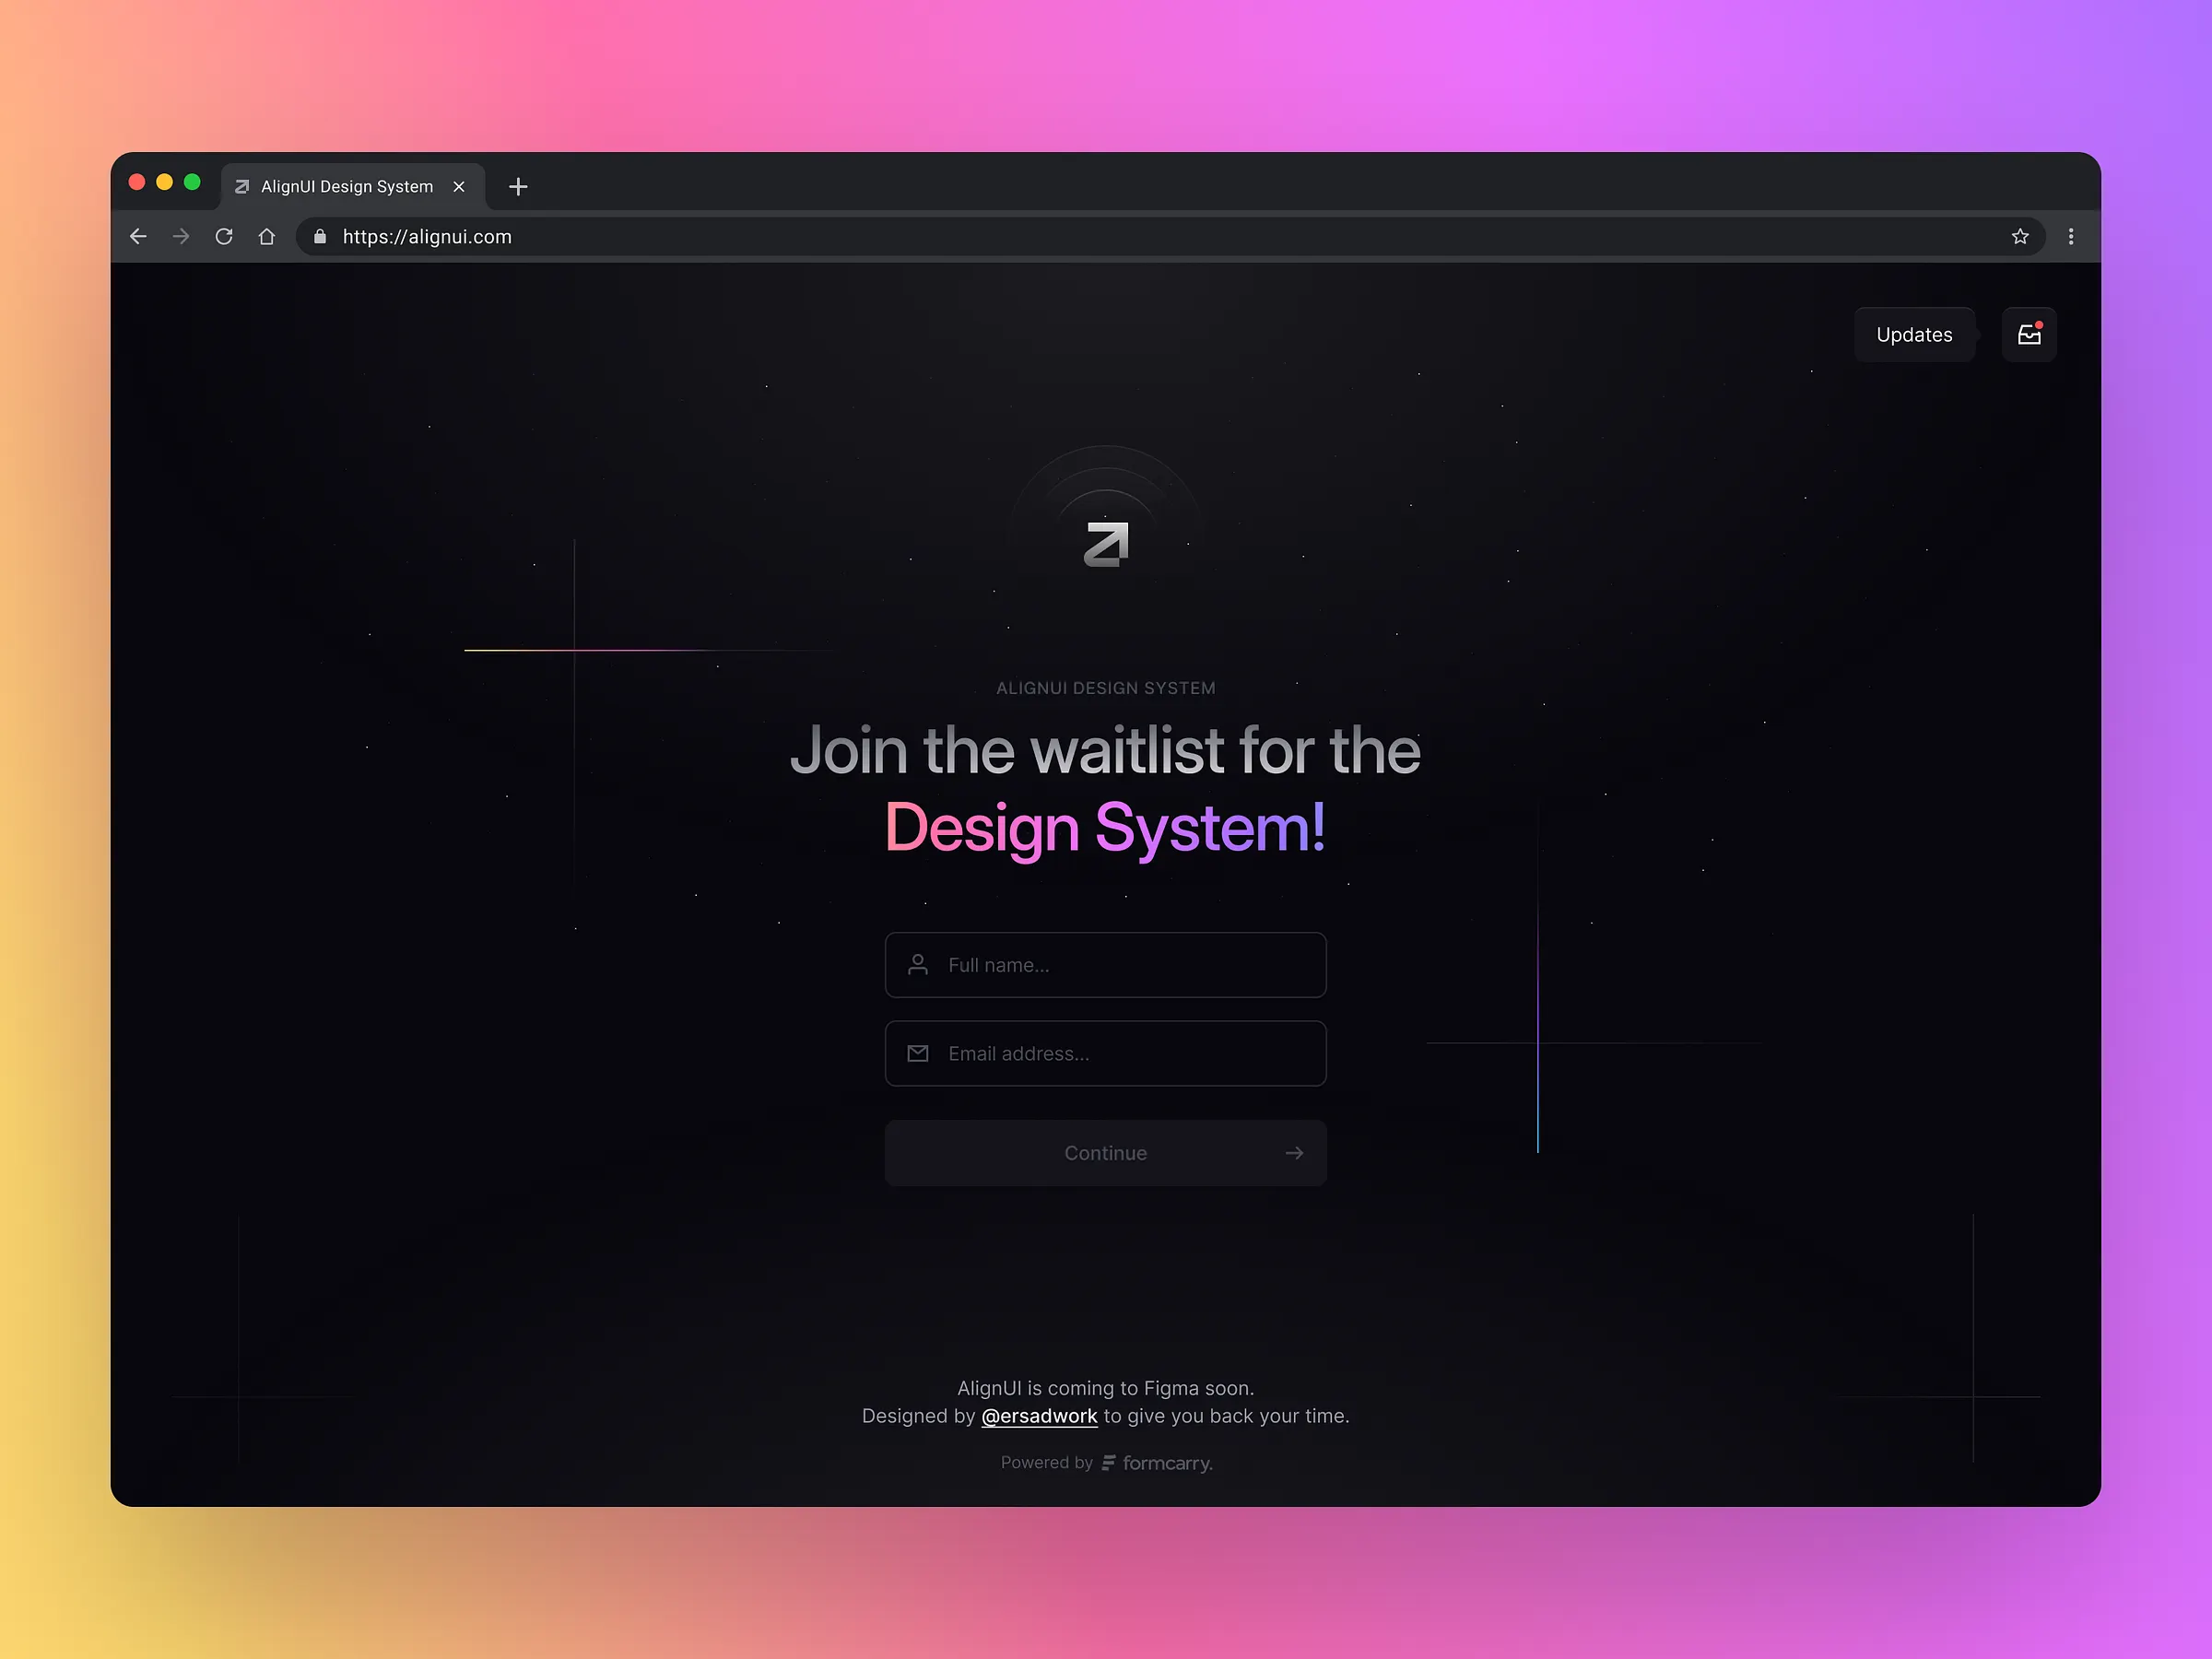 AlignUI Design System
https://alignui.com
Updates
ALIGNUI DESIGN SYSTEM
Join the waitlist for the
Design System!
Full name...
Email address...
Continue
AlignUI is coming to Figma soon.
Designed by @ersadwork to give you back your time.
Powered by formcarry.